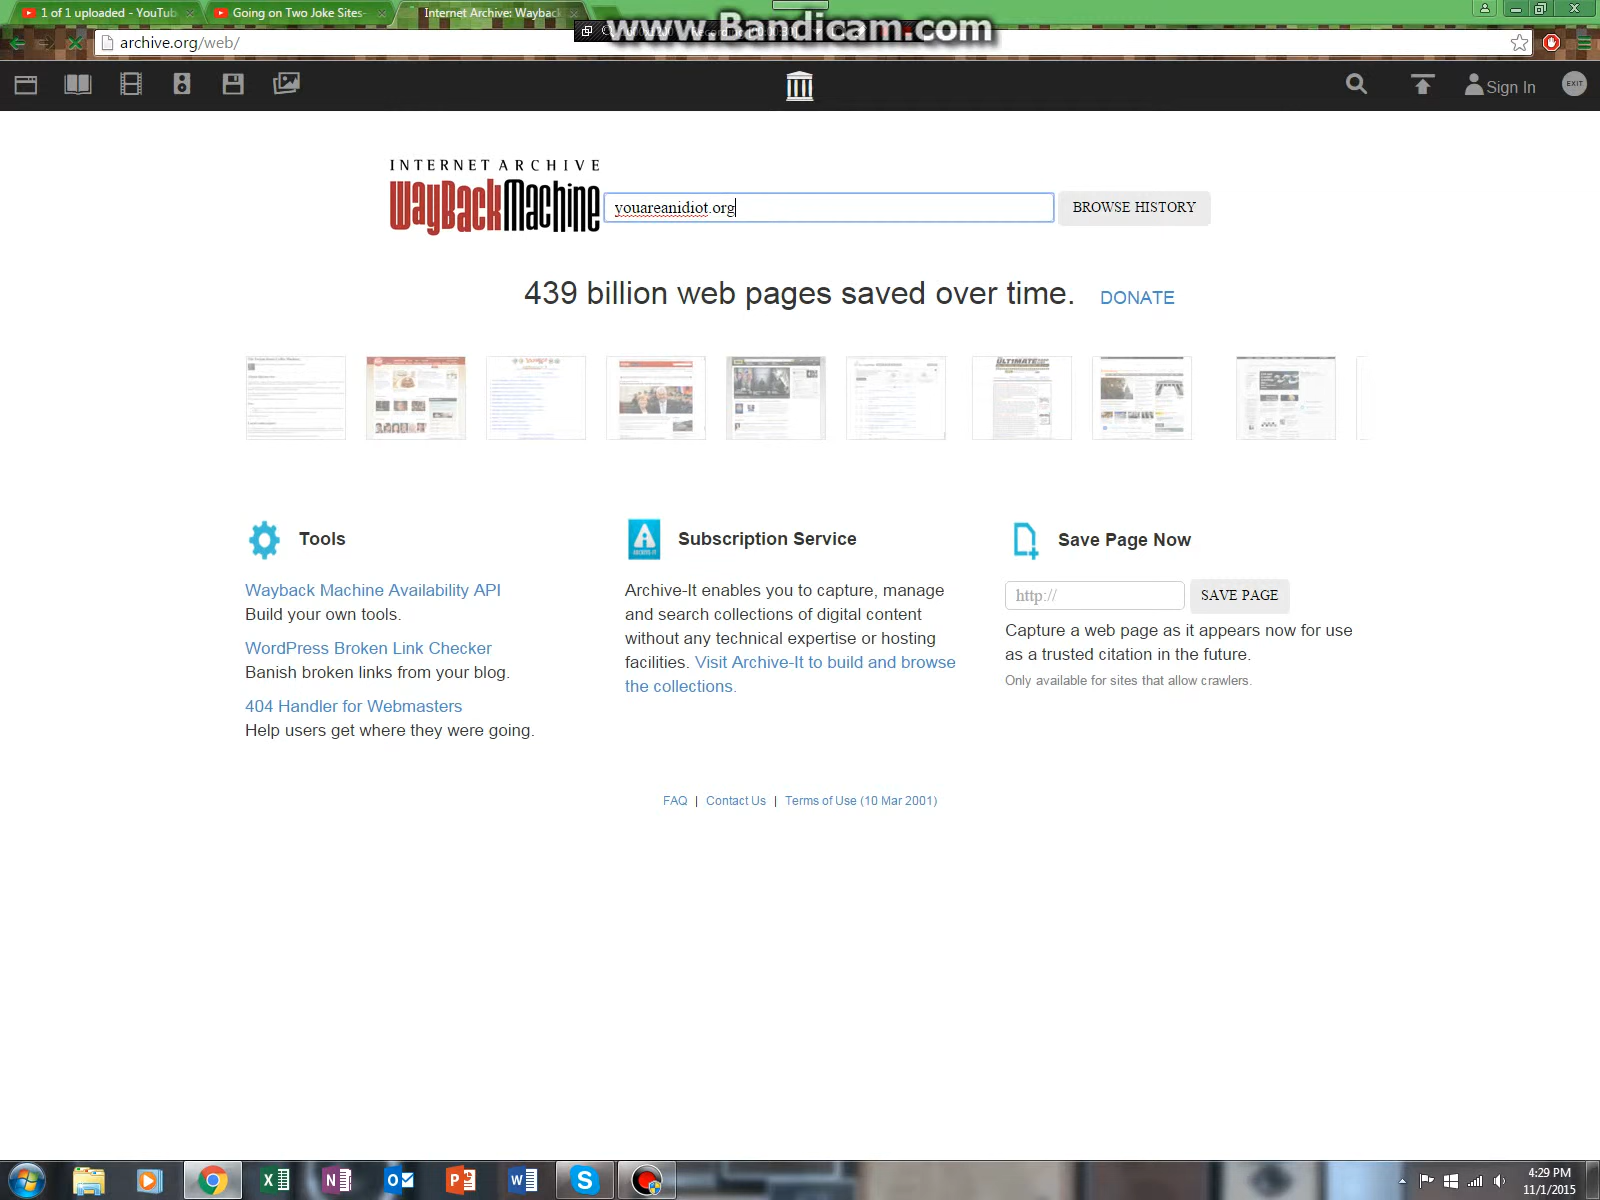 1 of 1 uploaded - YouTub
Going on Two Joke Sites-
Internet Archive: Wayback
www.Bandicam.com
archive.org/web/
Sign In
EXIT
INTERNET ARCHIVE
WayBackMachine
youareanidiot.org
BROWSE HISTORY
439 billion web pages saved over time.
DONATE
Tools
Wayback Machine Availability API
Build your own tools.
WordPress Broken Link Checker
Banish broken links from your blog.
404 Handler for Webmasters
Help users get where they were going.
Subscription Service
Archive-It enables you to capture, manage
and search collections of digital content
without any technical expertise or hosting
facilities. Visit Archive-It to build and browse
the collections.
Save Page Now
http://
SAVE PAGE
Capture a web page as it appears now for use
as a trusted citation in the future.
Only available for sites that allow crawlers.
FAQ | Contact Us | Terms of Use (10 Mar 2001)
4:29 PM
11/1/2015